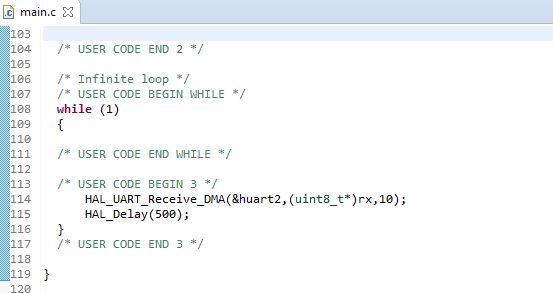 main.c
103
104 /* USER CODE END 2 */
105
106 /* Infinite loop */
107 /* USER CODE BEGIN WHILE */
108 while (1)
109 {
110
111 /* USER CODE END WHILE */
112
113 /* USER CODE BEGIN 3 */
114 HAL_UART_Receive_DMA(&huart2,(uint8_t*)rx,10);
115 HAL_Delay(500);
116 }
117 /* USER CODE END 3 */
118
119 }
120